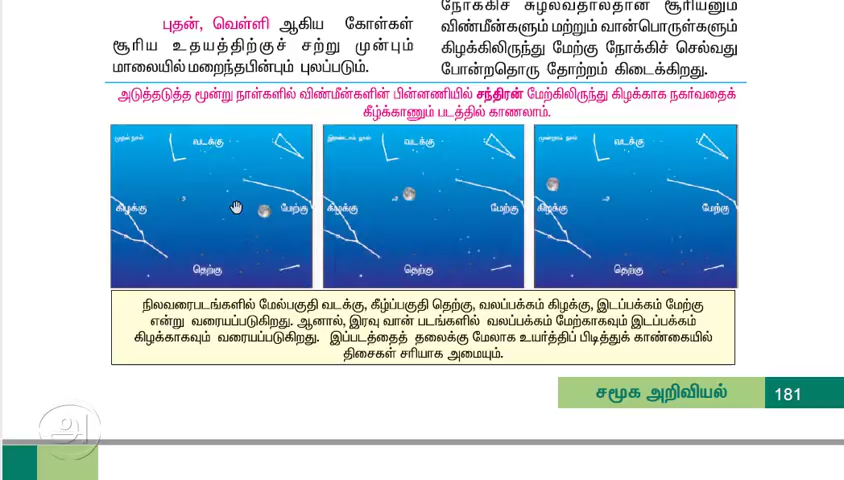 புதன், வெள்ளி ஆகிய கோள்கள்
சூரிய உதயத்திற்குச் சற்று முன்பும்
மாலையில் மறைந்தபின்பும் புலப்படும்.
நோக்கிச் சுழல்வதால்தான் சூரியனும்
விண்மீன்களும் மற்றும் வான்பொருள்களும்
கிழக்கிலிருந்து மேற்கு நோக்கிச் செல்வது
போன்றதொரு தோற்றம் கிடைக்கிறது.
அடுத்தடுத்த மூன்று நாள்களில் விண்மீன்களின் பின்னணியில் சந்திரன் மேற்கிலிருந்து கிழக்காக நகர்வதைக்
கீழ்க்காணும் படத்தில் காணலாம்.
முதல் நாள்
வடக்கு
கிழக்கு
மேற்கு
தெற்கு
இரண்டாம் நாள்
வடக்கு
கிழக்கு
மேற்கு
தெற்கு
மூன்றாம் நாள்
வடக்கு
கிழக்கு
மேற்கு
தெற்கு
நிலவரைபடங்களில் மேல்பகுதி வடக்கு, கீழ்ப்பகுதி தெற்கு, வலப்பக்கம் கிழக்கு, இடப்பக்கம் மேற்கு
என்று வரையப்படுகிறது. ஆனால், இரவு வான் படங்களில் வலப்பக்கம் மேற்காகவும் இடப்பக்கம்
கிழக்காகவும் வரையப்படுகிறது. இப்படத்தைத் தலைக்கு மேலாக உயர்த்திப் பிடித்துக் காண்கையில்
திசைகள் சரியாக அமையும்.
சமூக அறிவியல் 181
அ